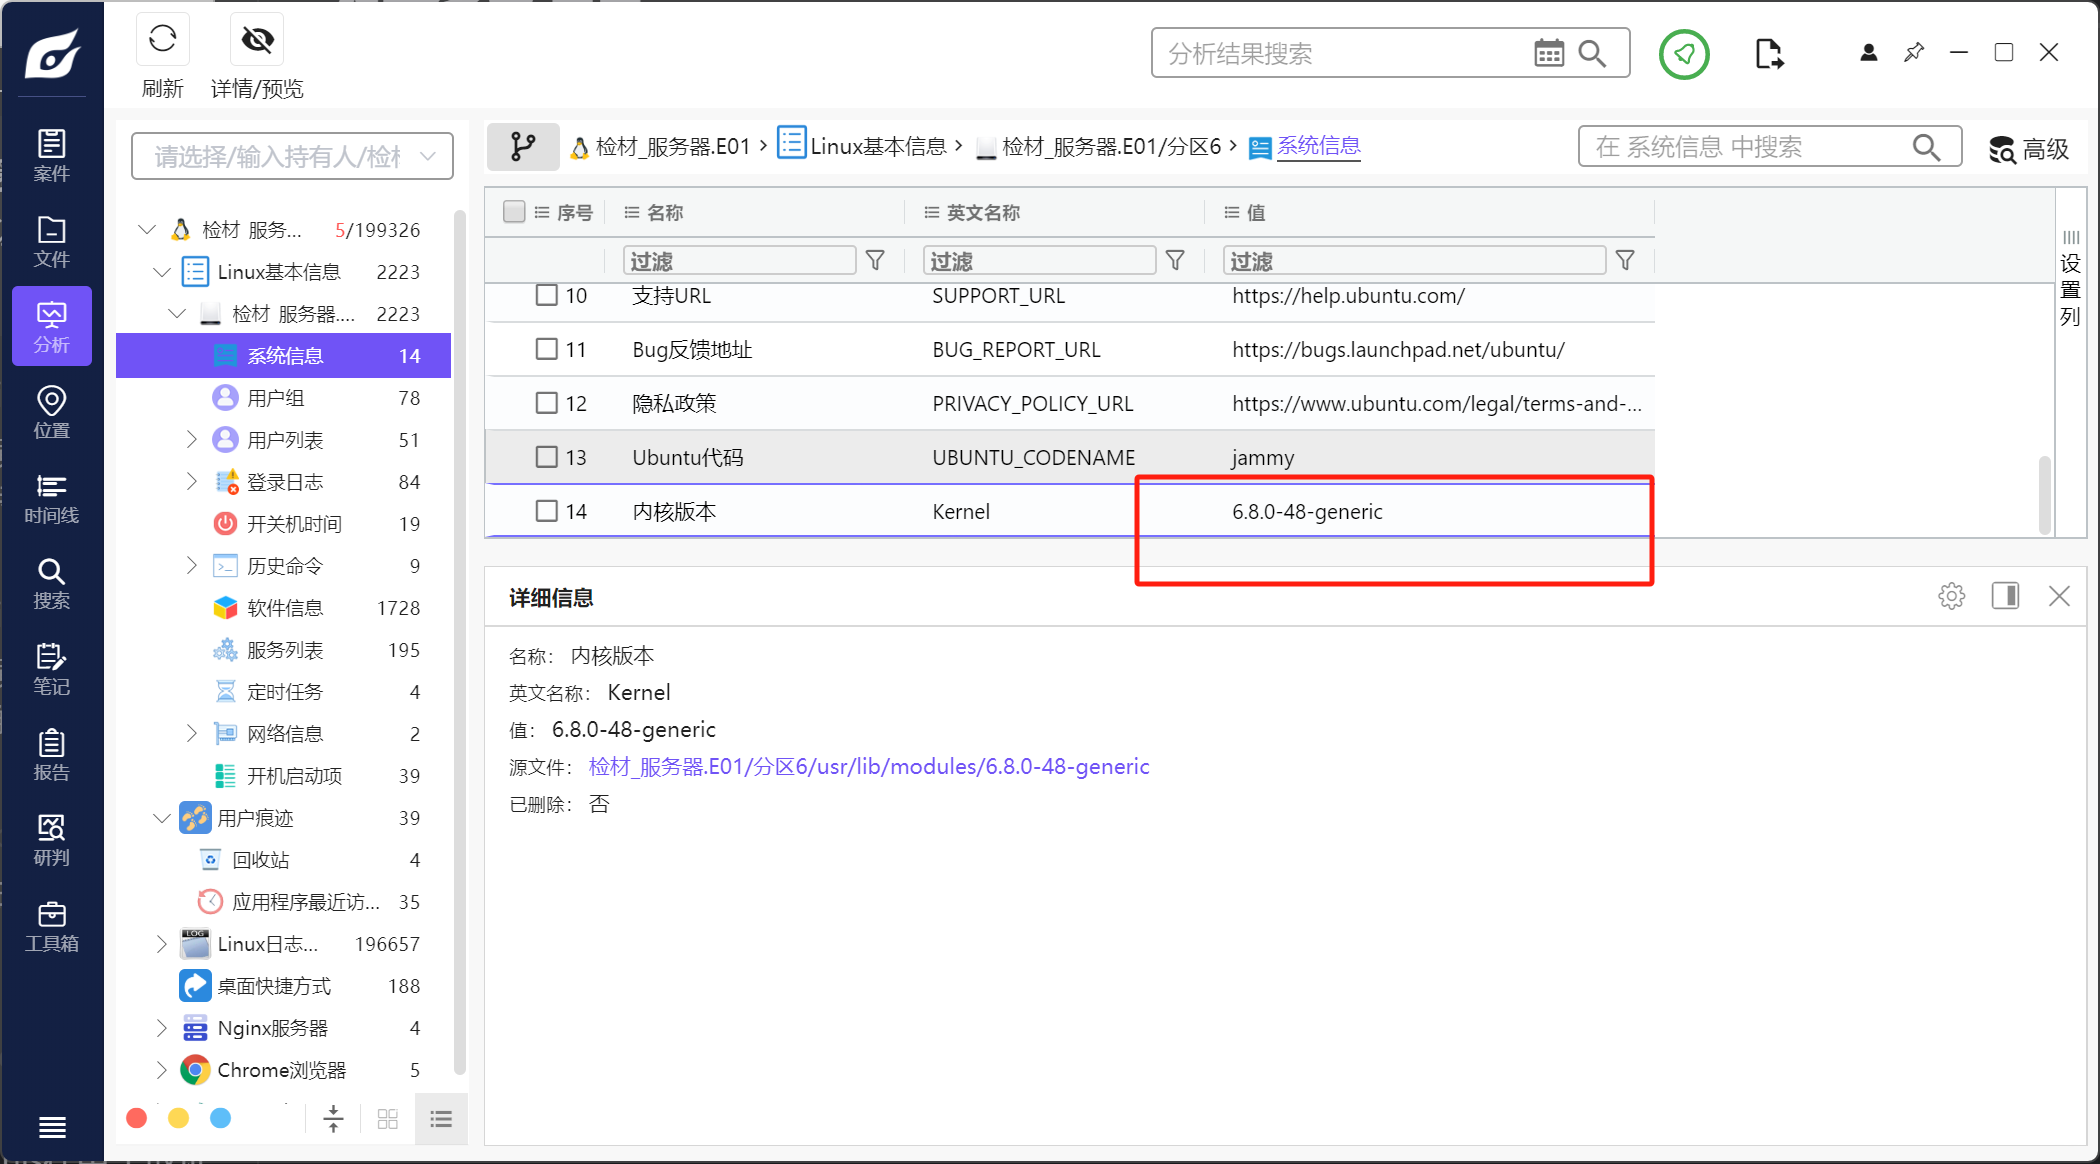 刷新
详情/预览
分析结果搜索
案件
文件
分析
位置
时间线
搜索
笔记
报告
研判
工具箱
请选择/输入持有人/检材
检材 服务... 5/199326
Linux基本信息 2223
检材 服务器.... 2223
系统信息 14
用户组 78
用户列表 51
登录日志 84
开关机时间 19
历史命令 9
软件信息 1728
服务列表 195
定时任务 4
网络信息 2
开机启动项 39
用户痕迹 39
回收站 4
应用程序最近访... 35
LOG
Linux日志... 196657
桌面快捷方式 188
Nginx服务器 4
Chrome浏览器 5
检材_服务器.E01 › Linux基本信息 › 检材_服务器.E01/分区6 › 系统信息
在 系统信息 中搜索
高级
序号 名称 英文名称 值
过滤 过滤 过滤
10 支持URL SUPPORT_URL https://help.ubuntu.com/
11 Bug反馈地址 BUG_REPORT_URL https://bugs.launchpad.net/ubuntu/
12 隐私政策 PRIVACY_POLICY_URL https://www.ubuntu.com/legal/terms-and-...
13 Ubuntu代码 UBUNTU_CODENAME jammy
14 内核版本 Kernel 6.8.0-48-generic
设置列
详细信息
名称： 内核版本
英文名称： Kernel
值： 6.8.0-48-generic
源文件： 检材_服务器.E01/分区6/usr/lib/modules/6.8.0-48-generic
已删除： 否